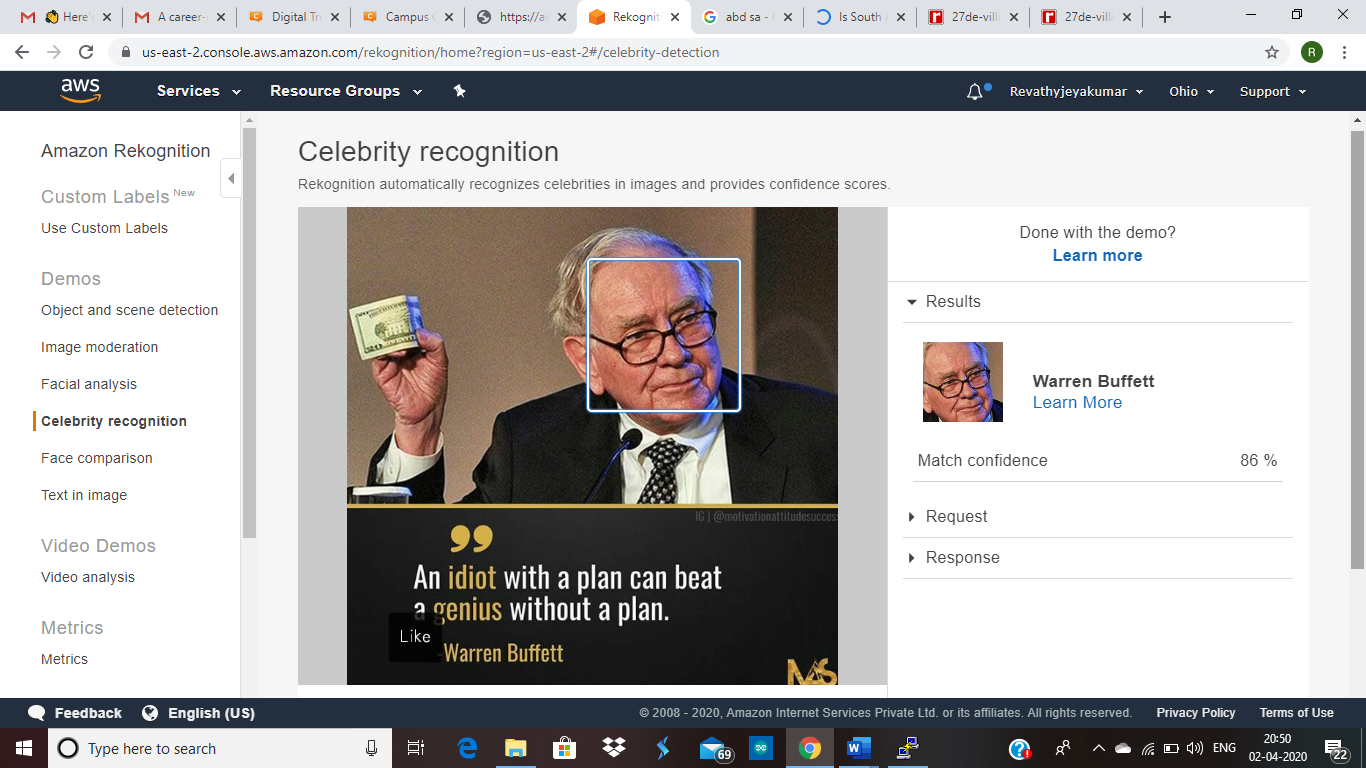 Here's
A career-
Digital Tr
Campus
https://a
Rekogniti
abd sa -
Is South
27de-villi
27de-villi
us-east-2.console.aws.amazon.com/rekognition/home?region=us-east-2#/celebrity-detection
R
aws
Services
Resource Groups
Revathyjeyakumar
Ohio
Support
Amazon Rekognition
Custom Labels New
Use Custom Labels
Demos
Object and scene detection
Image moderation
Facial analysis
Celebrity recognition
Face comparison
Text in image
Video Demos
Video analysis
Metrics
Metrics
Celebrity recognition
Rekognition automatically recognizes celebrities in images and provides confidence scores.
IG | @motivationattitudesuccess
An idiot with a plan can beat
a genius without a plan.
Like
-Warren Buffett
MAS
Done with the demo?
Learn more
Results
Warren Buffett
Learn More
Match confidence 86 %
Request
Response
Feedback
English (US)
© 2008 - 2020, Amazon Internet Services Private Ltd. or its affiliates. All rights reserved.
Privacy Policy
Terms of Use
Type here to search
69
ENG
20:50
02-04-2020
22